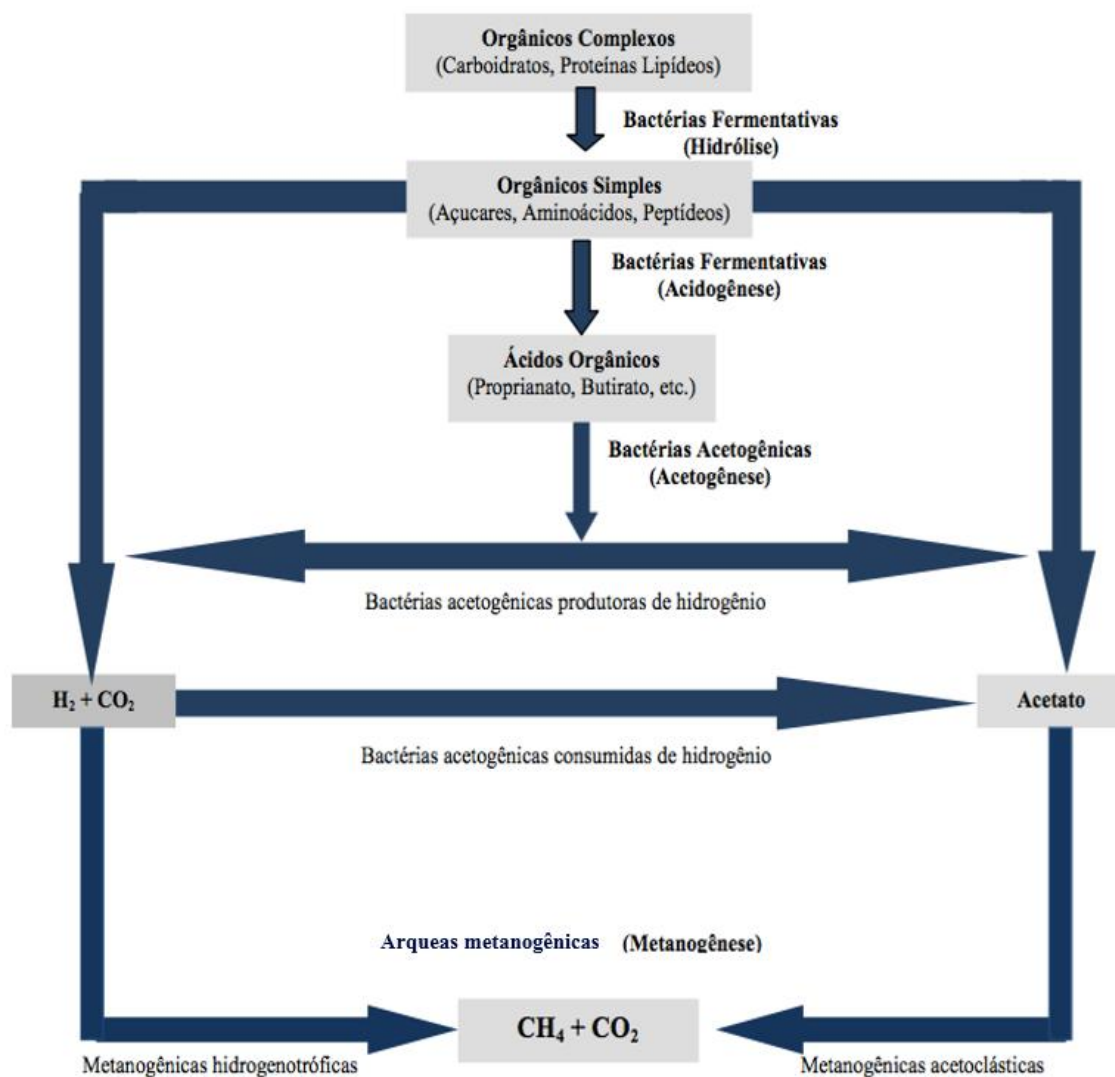 Orgânicos Complexos
(Carboidratos, Proteínas Lipídeos)
Bactérias Fermentativas
(Hidrólise)
Orgânicos Simples
(Açucares, Aminoácidos, Peptídeos)
Bactérias Fermentativas
(Acidogênese)
Ácidos Orgânicos
(Proprianato, Butirato, etc.)
Bactérias Acetogênicas
(Acetogênese)
Bactérias acetogênicas produtoras de hidrogênio
H₂ + CO₂
Acetato
Bactérias acetogênicas consumidas de hidrogênio
Arqueas metanogênicas (Metanogênese)
CH₄ + CO₂
Metanogênicas hidrogenotróficas
Metanogênicas acetoclásticas